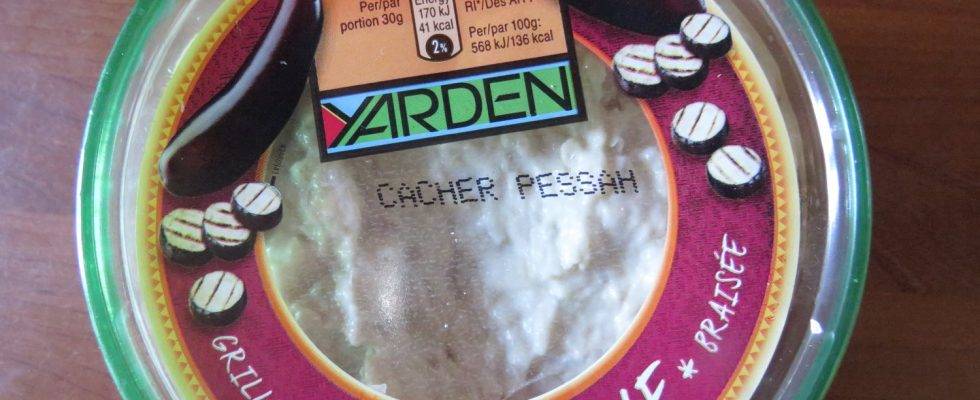 Per/par
portion 30g
Energy
170 kJ
41 kcal
2%
Per/par 100g:
568 kJ/136 kcal
YARDEN
CACHER PESSAH
* BRAISÉE